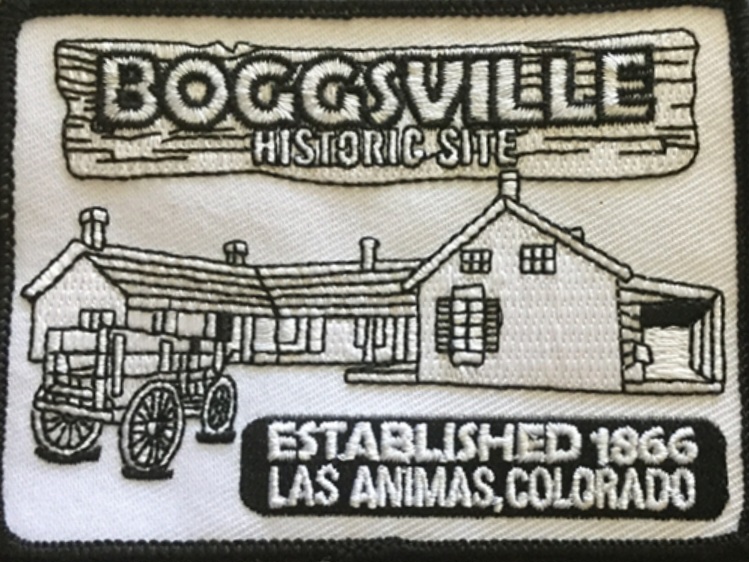 BOGGSVILLE
HISTORIC SITE
ESTABLISHED 1866
LAS ANIMAS, COLORADO